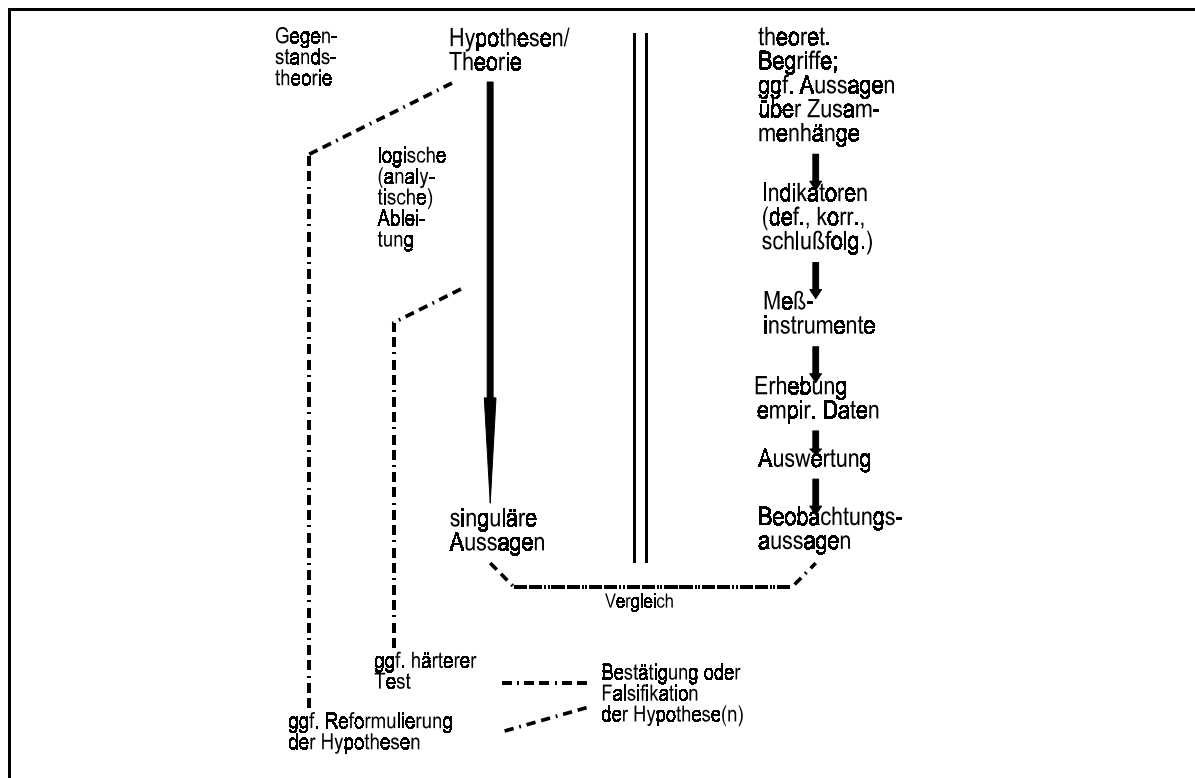 Gegen-
stands-
theorie
Hypothesen/
Theorie
logische
(analy-
tische)
Ablei-
tung
singuläre
Aussagen
theoret.
Begriffe;
ggf. Aussagen
über Zusam-
menhänge
Indikatoren
(def., korr.,
schlußfolg.)
Meß-
instrumente
Erhebung
empir. Daten
Auswertung
Beobachtungs-
aussagen
Vergleich
ggf. härterer
Test
Bestätigung oder
Falsifikation
der Hypothese(n)
ggf. Reformulierung
der Hypothesen